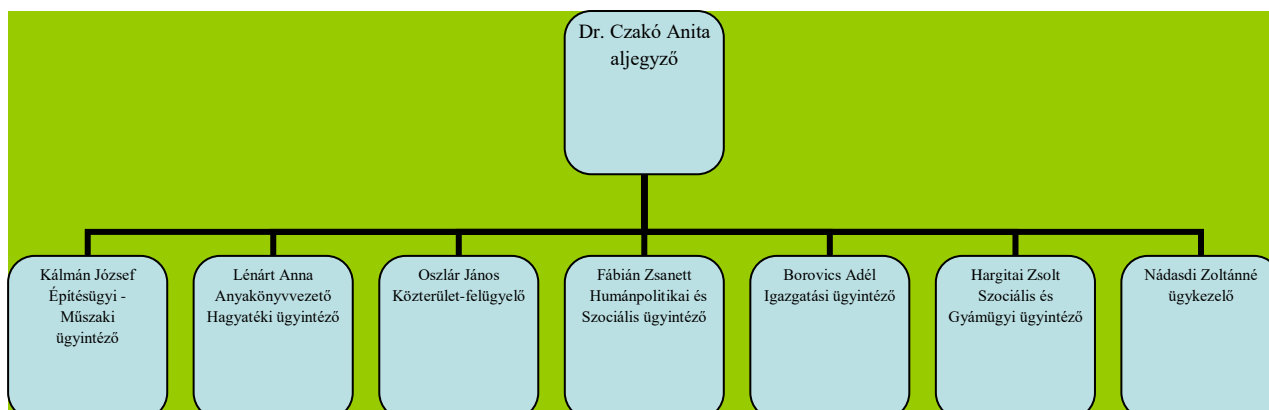 Dr. Czakó Anita
aljegyző
Kálmán József
Építésügyi -
Műszaki
ügyintéző
Lénárt Anna
Anyakönyvvezető
Hagyatéki ügyintéző
Oszlár János
Közterület-felügyelő
Fábián Zsanett
Humánpolitikai és
Szociális ügyintéző
Borovics Adél
Igazgatási ügyintéző
Hargitai Zsolt
Szociális és
Gyámügyi ügyintéző
Nádasdi Zoltánné
ügykezelő